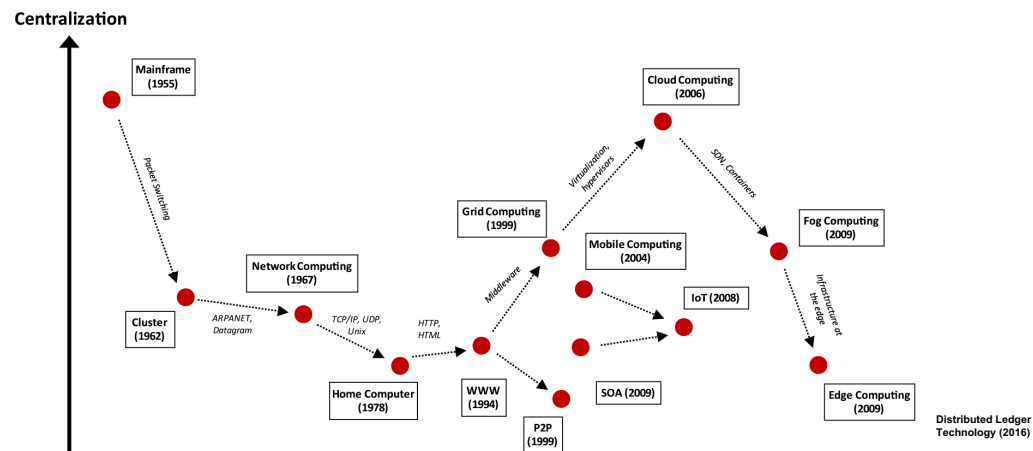 Centralization
Mainframe
(1955)
Packet Switching
Cluster
(1962)
ARPANET,
Datagram
Network Computing
(1967)
TCP/IP, UDP,
Unix
Home Computer
(1978)
HTTP,
HTML
WWW
(1994)
Middleware
Grid Computing
(1999)
P2P
(1999)
Virtualization,
hypervisors
Cloud Computing
(2006)
Mobile Computing
(2004)
IoT (2008)
SOA (2009)
SDN, Containers
Fog Computing
(2009)
Infrastructure at
the edge
Edge Computing
(2009)
Distributed Ledger
Technology (2016)